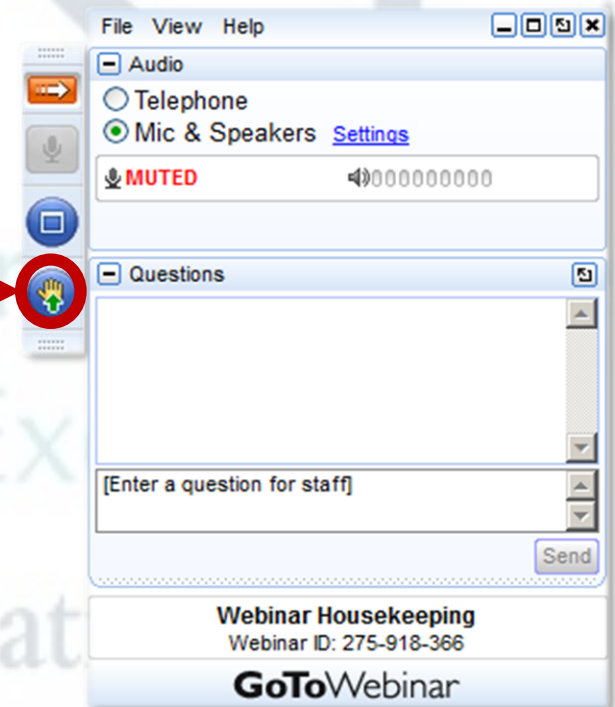 File View Help
Audio
Telephone
Mic & Speakers Settings
MUTED 000000000
Questions
[Enter a question for staff]
Send
Webinar Housekeeping
Webinar ID: 275-918-366
GoToWebinar